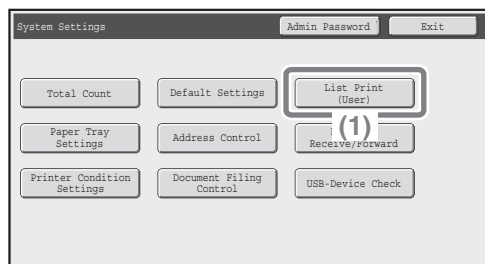 System Settings
Admin Password
Exit
Total Count
Default Settings
List Print
(User)
Paper Tray
Settings
Address Control
(1)
Receive/Forward
Printer Condition
Settings
Document Filing
Control
USB-Device Check